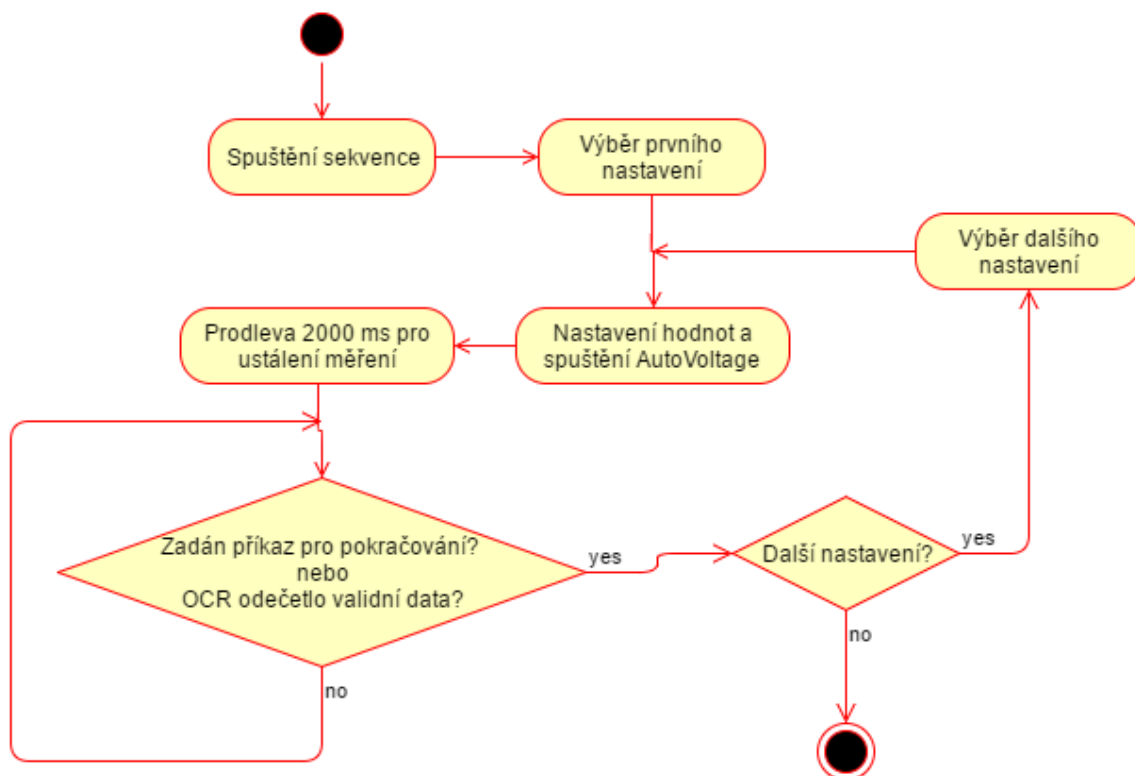 Spuštění sekvence
Výběr prvního
nastavení
Výběr dalšího
nastavení
Nastavení hodnot a
spuštění AutoVoltage
Prodleva 2000 ms pro
ustálení měření
Zadán příkaz pro pokračování?
nebo
OCR odečetlo validní data?
yes
no
Další nastavení?
yes
no